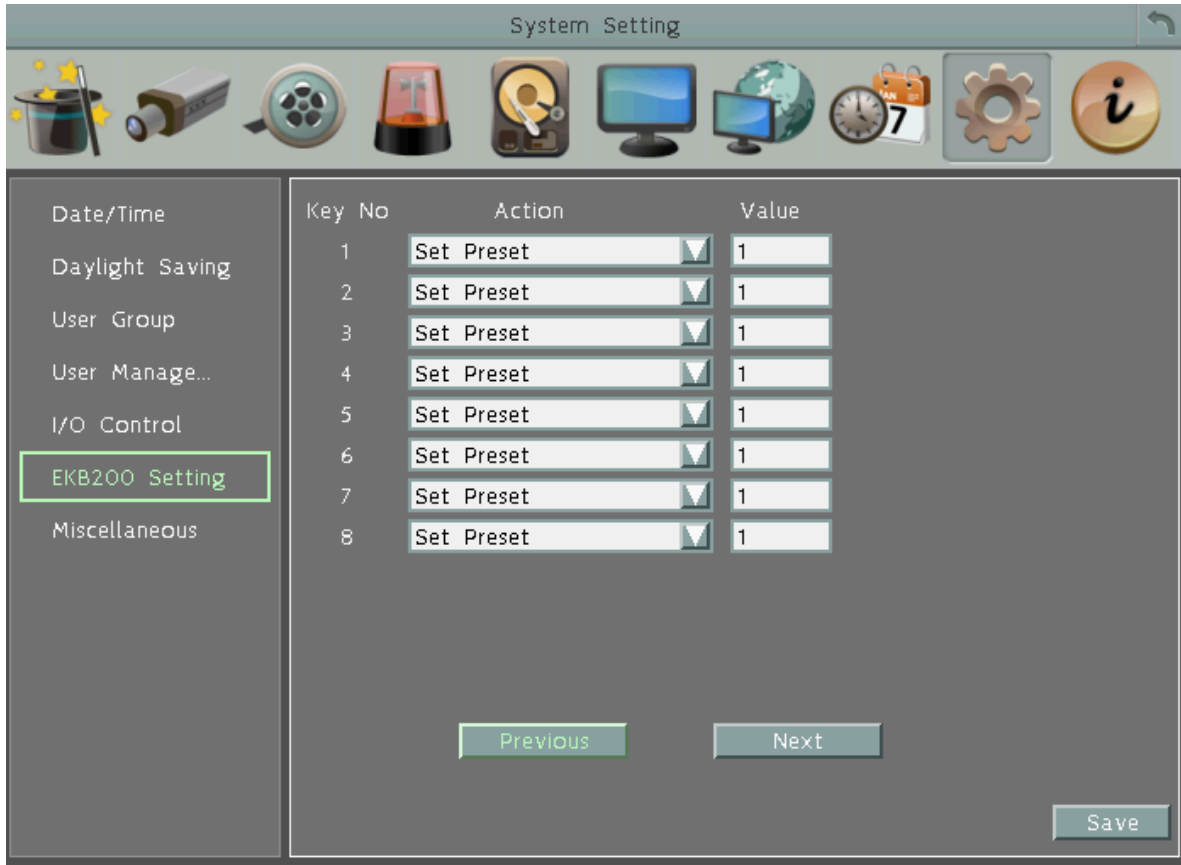 System Setting
JAN
7
i
Date/Time
Daylight Saving
User Group
User Manage...
I/O Control
EKB200 Setting
Miscellaneous
Key No Action Value
1 Set Preset 1
2 Set Preset 1
3 Set Preset 1
4 Set Preset 1
5 Set Preset 1
6 Set Preset 1
7 Set Preset 1
8 Set Preset 1
Previous Next
Save